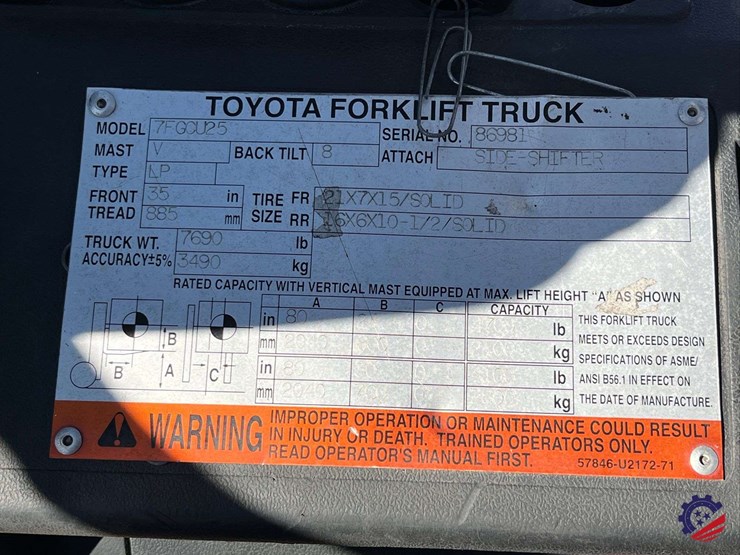 TOYOTA FORKLIFT TRUCK
MODEL 7FGCU25 SERIAL NO. 86981
MAST V BACK TILT 8 ATTACH SIDE-SHIFTER
TYPE LP
FRONT TREAD 35 in 885 mm
TIRE SIZE FR 21X7X15/SOLID
RR 16X6X10-1/2/SOLID
TRUCK WT. 7690 lb
ACCURACY±5% 3490 kg
RATED CAPACITY WITH VERTICAL MAST EQUIPPED AT MAX. LIFT HEIGHT "A" AS SHOWN
A B C CAPACITY
in 80 lb
mm kg
in lb
mm kg
B B A C
THIS FORKLIFT TRUCK
MEETS OR EXCEEDS DESIGN
SPECIFICATIONS OF ASME/
ANSI B56.1 IN EFFECT ON
THE DATE OF MANUFACTURE.
WARNING
IMPROPER OPERATION OR MAINTENANCE COULD RESULT
IN INJURY OR DEATH. TRAINED OPERATORS ONLY.
READ OPERATOR'S MANUAL FIRST. 57846-U2172-71